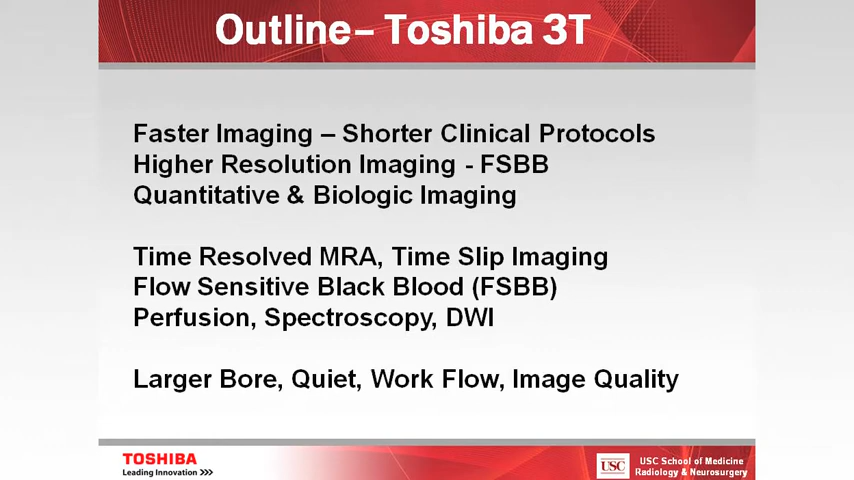 Outline– Toshiba 3T
Faster Imaging – Shorter Clinical Protocols
Higher Resolution Imaging - FSBB
Quantitative & Biologic Imaging
Time Resolved MRA, Time Slip Imaging
Flow Sensitive Black Blood (FSBB)
Perfusion, Spectroscopy, DWI
Larger Bore, Quiet, Work Flow, Image Quality
TOSHIBA
Leading Innovation >>>
USC
USC School of Medicine
Radiology & Neurosurgery